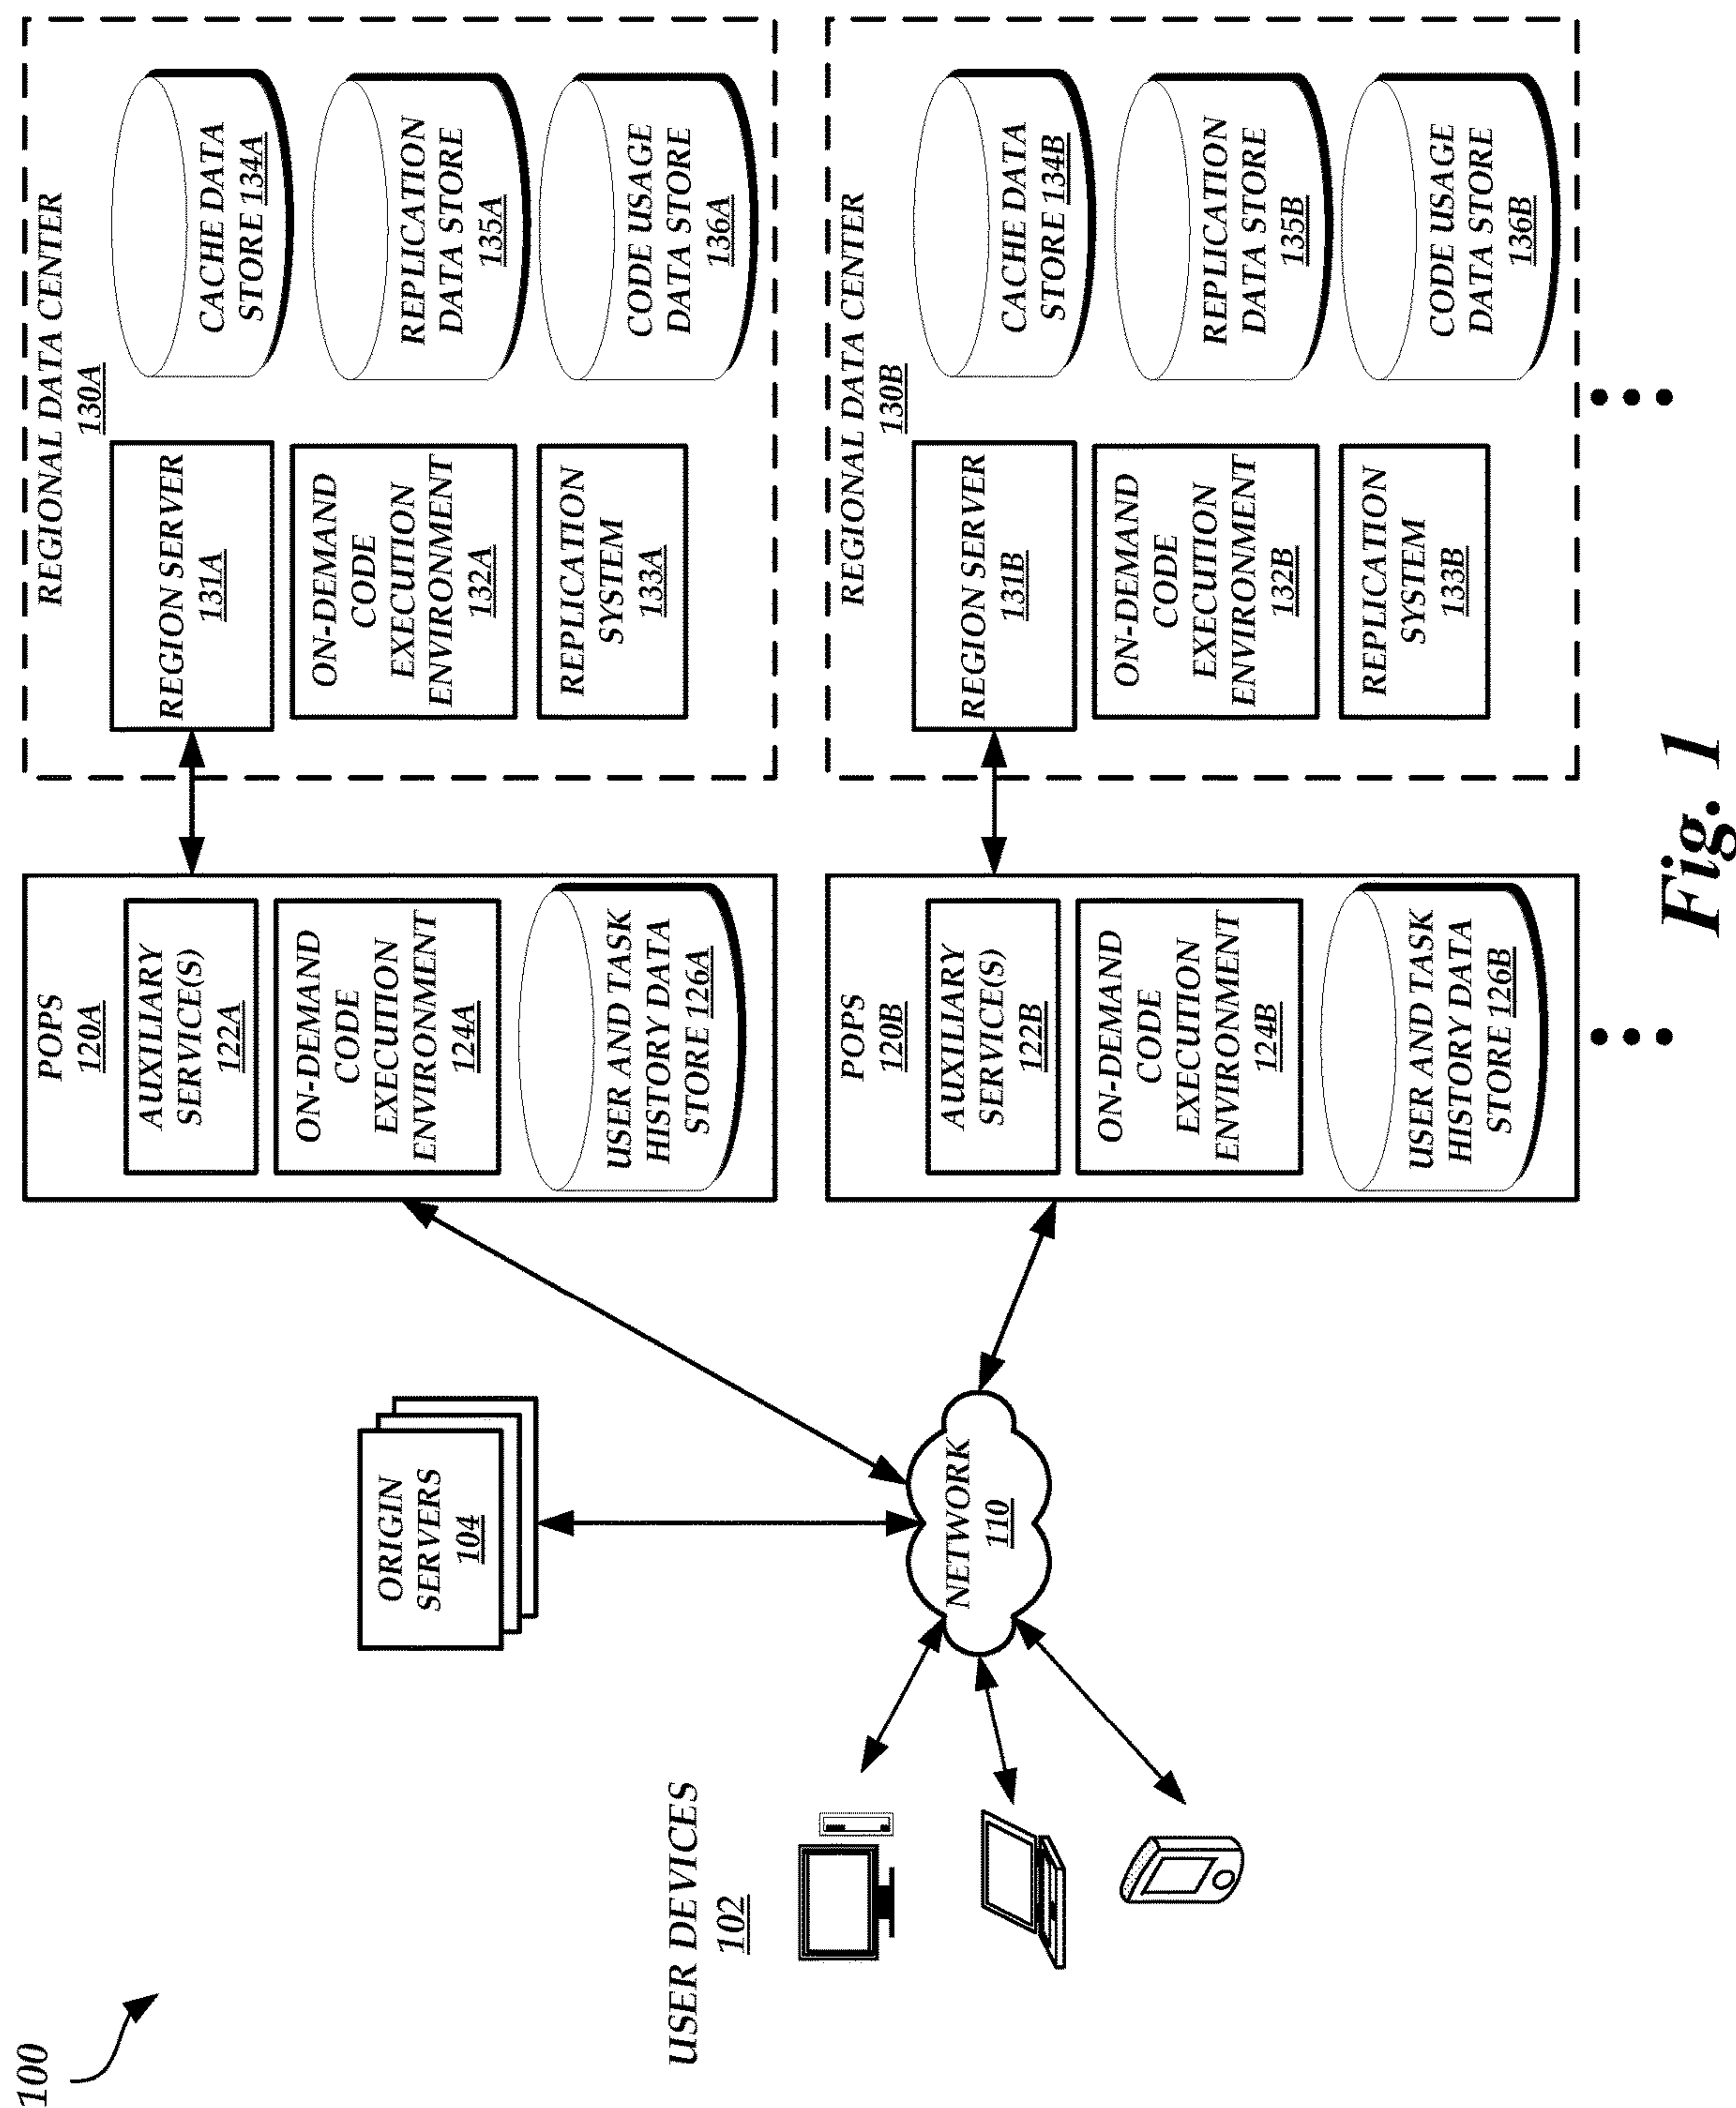 100
USER DEVICES
102
ORIGIN
SERVERS
104
NETWORK
110
POPS
120A
AUXILIARY
SERVICE(S)
122A
ON-DEMAND
CODE
EXECUTION
ENVIRONMENT
124A
USER AND TASK
HISTORY DATA
STORE 126A
REGIONAL DATA CENTER
130A
REGION SERVER
131A
ON-DEMAND
CODE
EXECUTION
ENVIRONMENT
132A
REPLICATION
SYSTEM
133A
CACHE DATA
STORE 134A
REPLICATION
DATA STORE
135A
CODE USAGE
DATA STORE
136A
POPS
120B
AUXILIARY
SERVICE(S)
122B
ON-DEMAND
CODE
EXECUTION
ENVIRONMENT
124B
USER AND TASK
HISTORY DATA
STORE 126B
REGIONAL DATA CENTER
130B
REGION SERVER
131B
ON-DEMAND
CODE
EXECUTION
ENVIRONMENT
132B
REPLICATION
SYSTEM
133B
CACHE DATA
STORE 134B
REPLICATION
DATA STORE
135B
CODE USAGE
DATA STORE
136B
Fig. 1